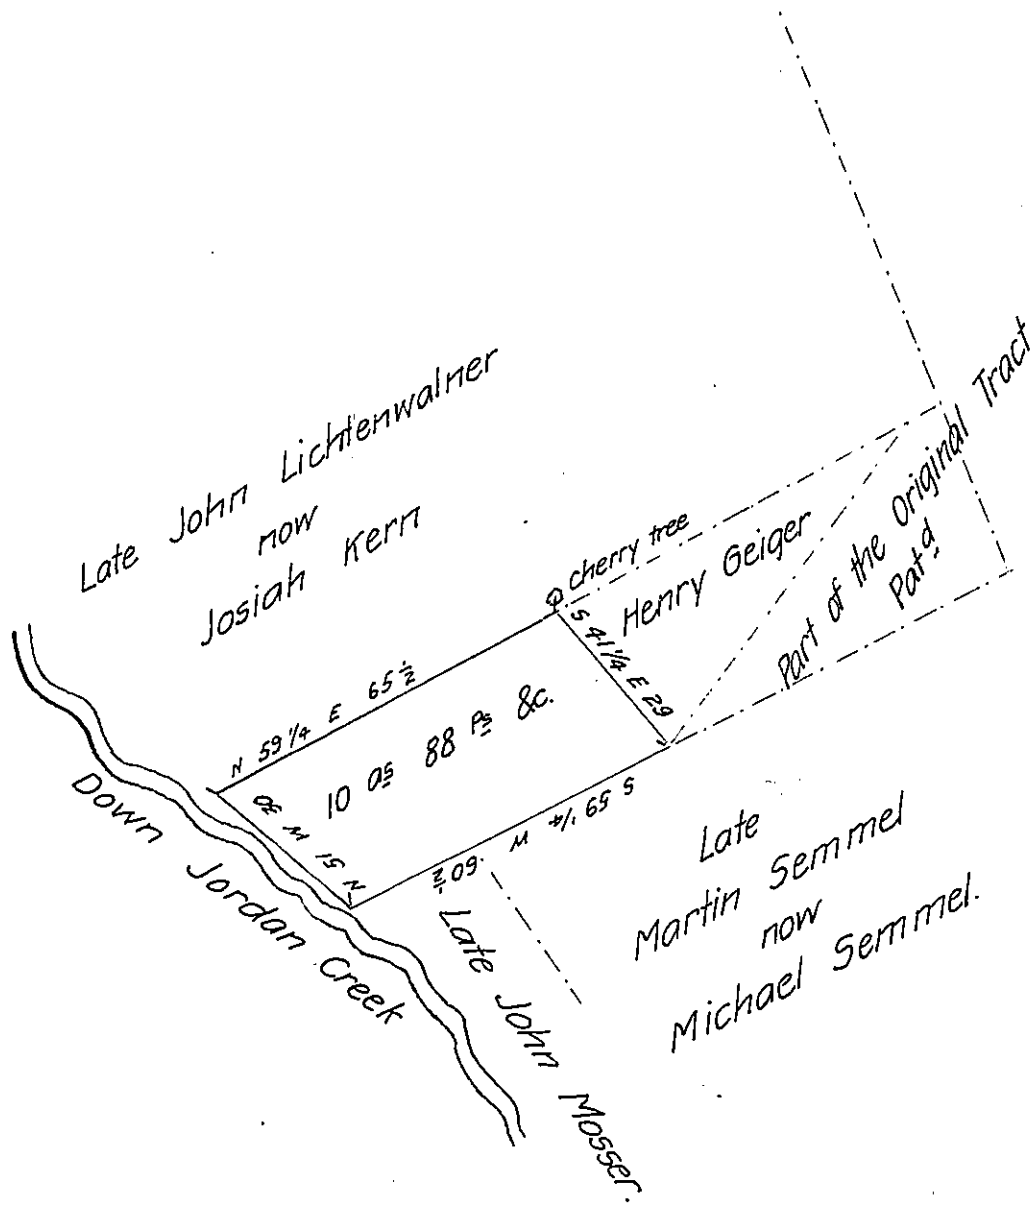 Late John Lichtenwalner
now
Josiah Kern
cherry tree
Henry Geiger
Part of the Original Tract
Patd
S 41 1/4 E 29
N 59 1/4 E 65 1/2
10 as 88 Ps &c.
N 51 W 30
S 59 1/4 W 60 1/2
Down Jordan Creek
Late John Mosser.
Late
Martin Semmel
now
Michael Semmel.